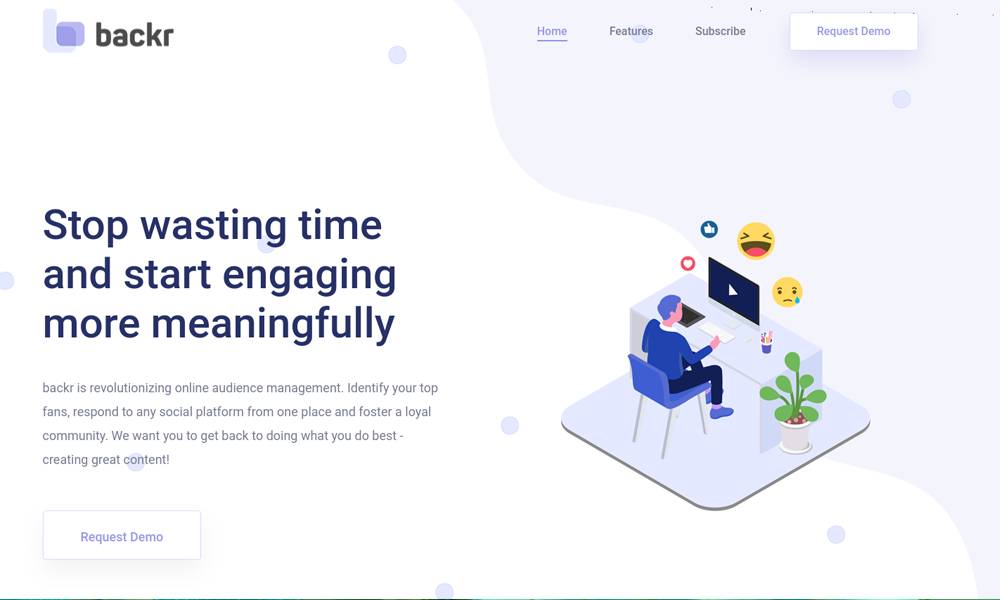 backr
Home Features Subscribe Request Demo
Stop wasting time
and start engaging
more meaningfully
backr is revolutionizing online audience management. Identify your top
fans, respond to any social platform from one place and foster a loyal
community. We want you to get back to doing what you do best -
creating great content!
Request Demo